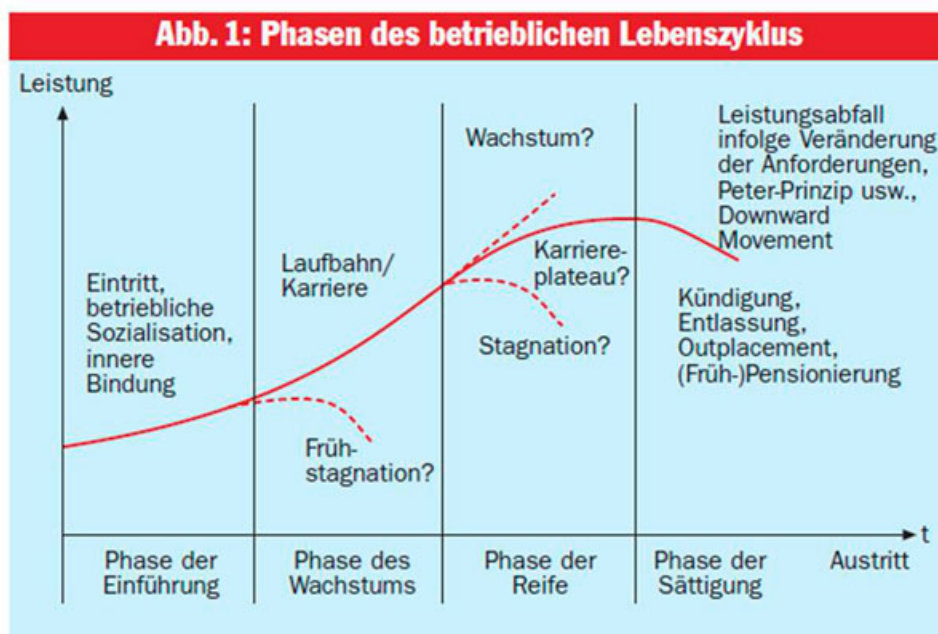 Abb. 1: Phasen des betrieblichen Lebenszyklus
Leistung
Eintritt,
betriebliche
Sozialisation,
innere
Bindung
Laufbahn/
Karriere
Früh-
stagnation?
Wachstum?
Karriere-
plateau?
Stagnation?
Leistungsabfall
infolge Veränderung
der Anforderungen,
Peter-Prinzip usw.,
Downward
Movement
Kündigung,
Entlassung,
Outplacement,
(Früh-)Pensionierung
t
Phase der
Einführung
Phase des
Wachstums
Phase der
Reife
Phase der
Sättigung
Austritt